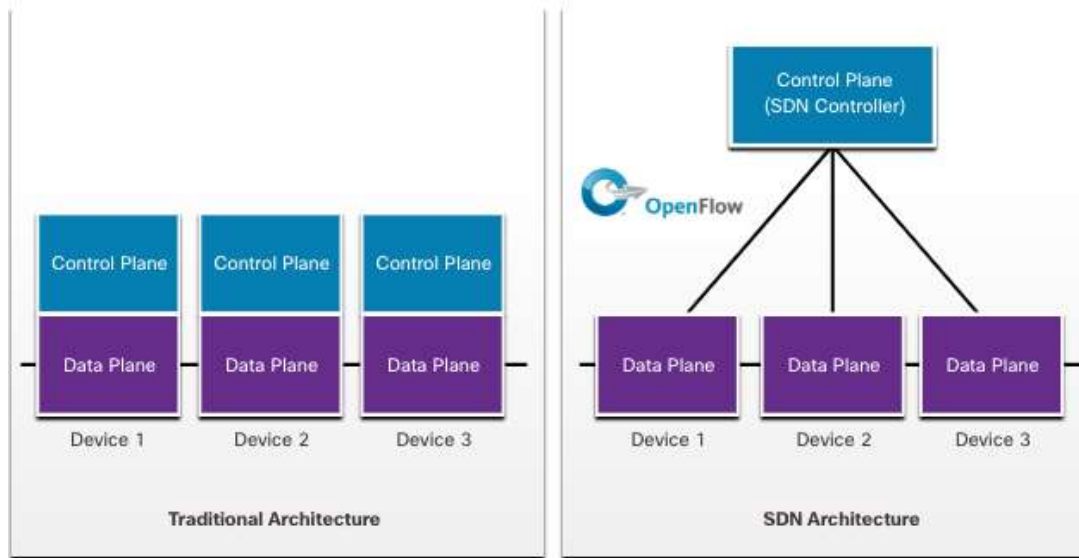 Control Plane
Control Plane
Control Plane
Data Plane
Data Plane
Data Plane
Device 1
Device 2
Device 3
Traditional Architecture
Control Plane
(SDN Controller)
OpenFlow
Data Plane
Data Plane
Data Plane
Device 1
Device 2
Device 3
SDN Architecture